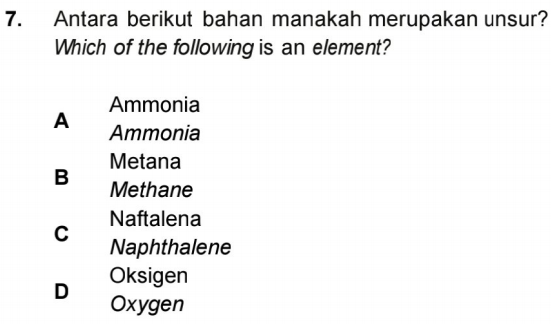 7. Antara berikut bahan manakah merupakan unsur?
Which of the following is an element?
A Ammonia
Ammonia
B Metana
Methane
C Naftalena
Naphthalene
D Oksigen
Oxygen